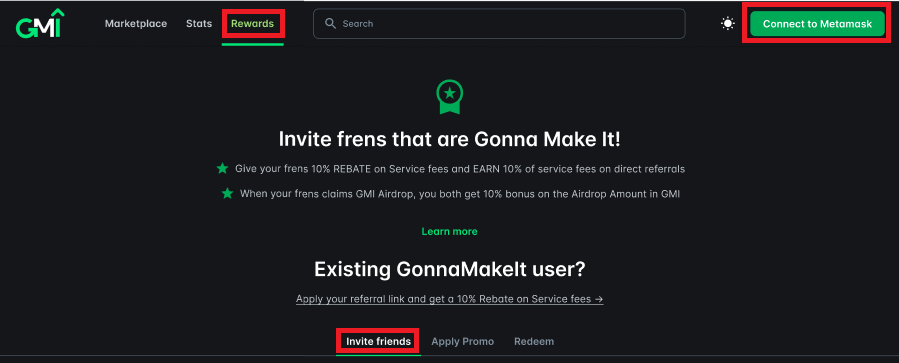 GMI
Marketplace Stats Rewards Search Connect to Metamask
Invite frens that are Gonna Make It!
Give your frens 10% REBATE on Service fees and EARN 10% of service fees on direct referrals
When your frens claims GMI Airdrop, you both get 10% bonus on the Airdrop Amount in GMI
Learn more
Existing GonnaMakeIt user?
Apply your referral link and get a 10% Rebate on Service fees →
Invite friends Apply Promo Redeem